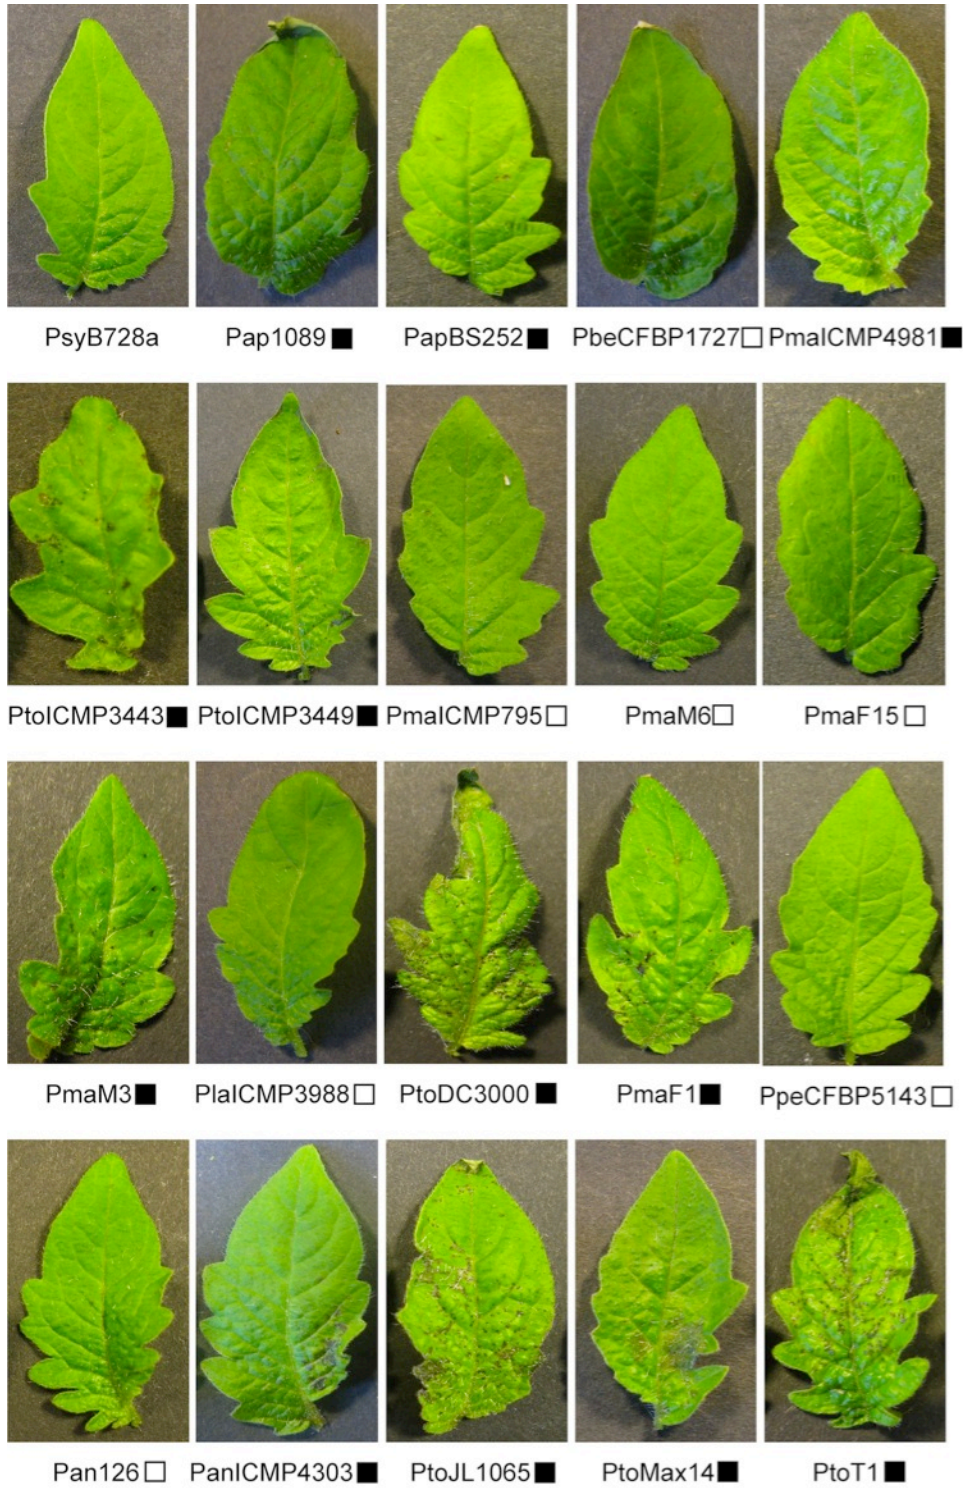 PsyB728a Pap1089 ■ PapBS252 ■ PbeCFBP1727 □ PmaICMP4981 ■
PtoICMP3443 ■ PtoICMP3449 ■ PmaICMP795 □ PmaM6 □ PmaF15 □
PmaM3 ■ PlaICMP3988 □ PtoDC3000 ■ PmaF1 ■ PpeCFBP5143 □
Pan126 □ PanICMP4303 ■ PtoJL1065 ■ PtoMax14 ■ PtoT1 ■